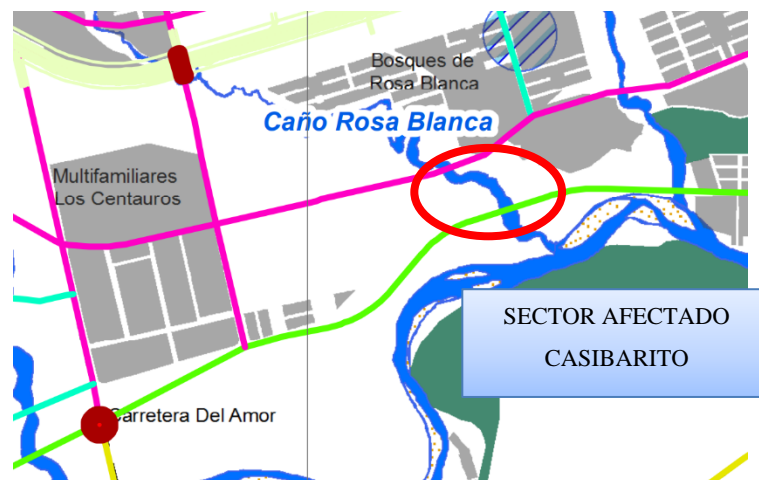 Bosques de
Rosa Blanca
Caño Rosa Blanca
Multifamiliares
Los Centauros
SECTOR AFECTADO
CASIBARITO
Carretera Del Amor